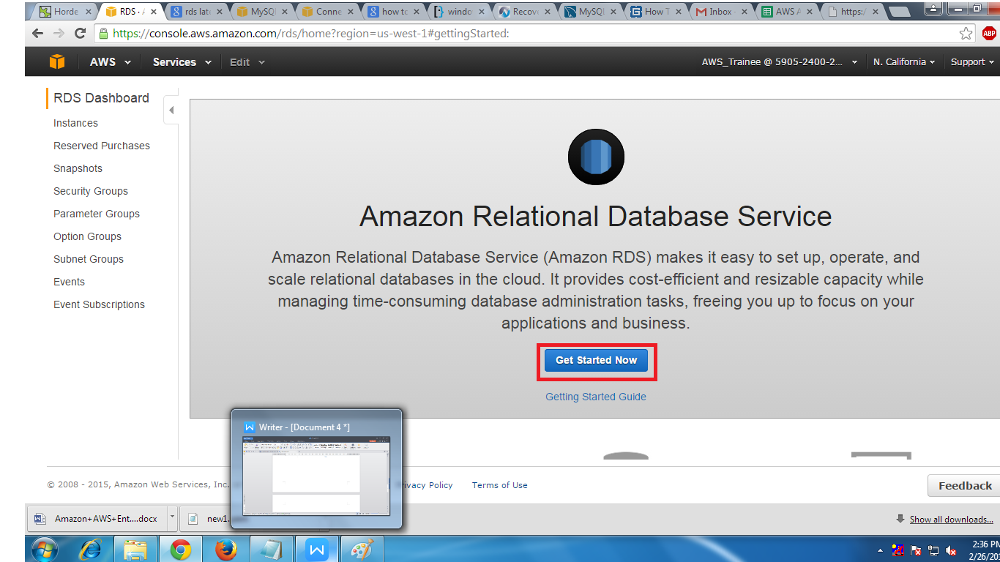 Horde
RDS · A
rds late
MySQL
Conne
how to
windo
Recove
MySQL
How T
Inbox -
AWS A
https:/
https://console.aws.amazon.com/rds/home?region=us-west-1#gettingStarted:
ABP
AWS
Services
Edit
AWS_Trainee @ 5905-2400-2...
N. California
Support
RDS Dashboard
Instances
Reserved Purchases
Snapshots
Security Groups
Parameter Groups
Option Groups
Subnet Groups
Events
Event Subscriptions
Amazon Relational Database Service
Amazon Relational Database Service (Amazon RDS) makes it easy to set up, operate, and
scale relational databases in the cloud. It provides cost-efficient and resizable capacity while
managing time-consuming database administration tasks, freeing you up to focus on your
applications and business.
Get Started Now
Getting Started Guide
Writer - [Document 4 *]
© 2008 - 2015, Amazon Web Services, Inc.
ivacy Policy
Terms of Use
Feedback
Amazon+AWS+Ent....docx
new1.
Show all downloads...
2:36 PM
2/26/20